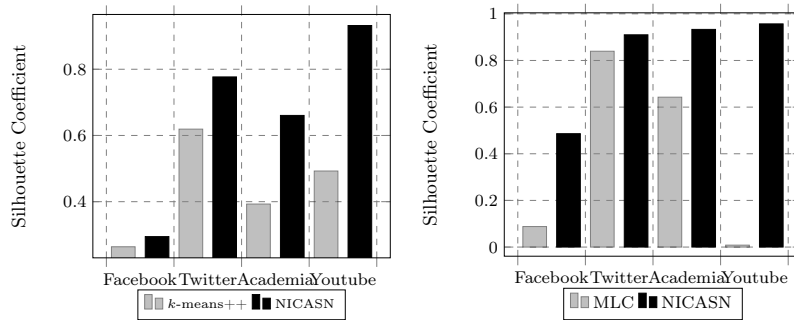 Silhouette Coefficient
0.8
0.6
0.4
Facebook Twitter Academia Youtube
k-means++ NICASN
Silhouette Coefficient
1
0.8
0.6
0.4
0.2
0
Facebook Twitter Academia Youtube
MLC NICASN